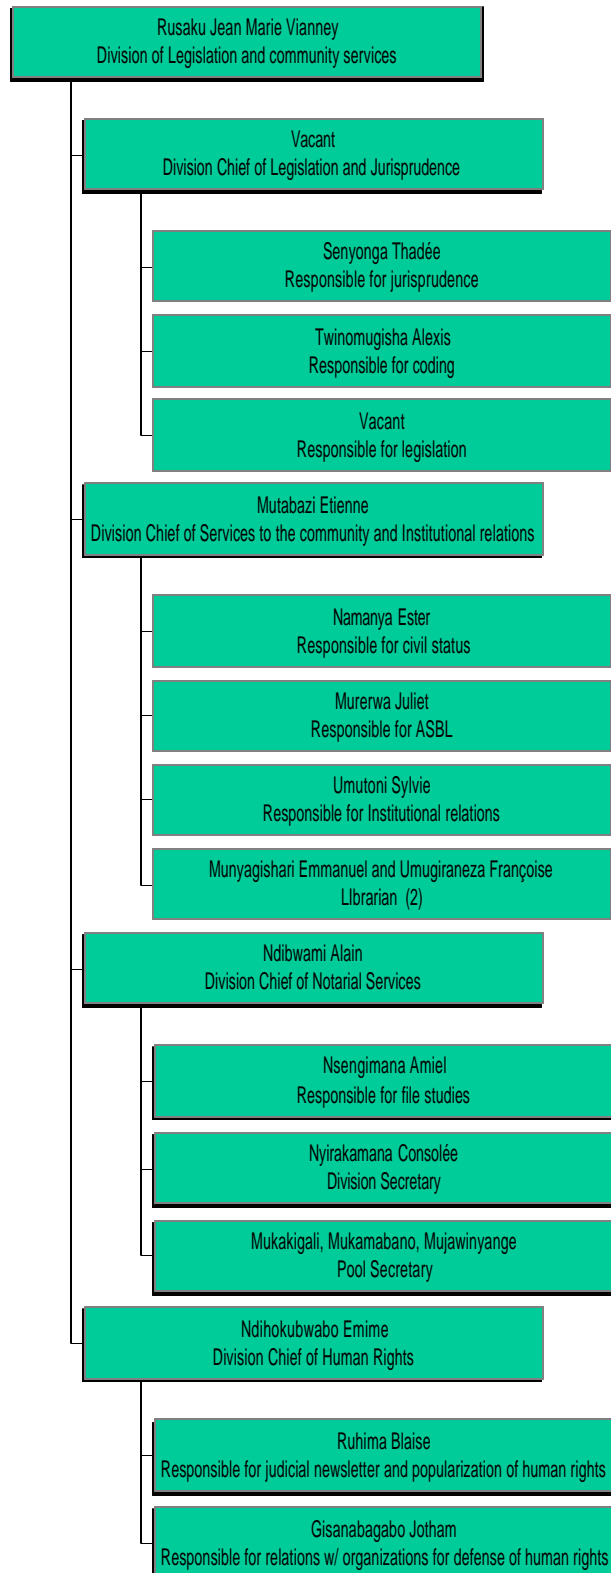 Rusaku Jean Marie Vianney
Division of Legislation and community services
Vacant
Division Chief of Legislation and Jurisprudence
Senyonga Thadée
Responsible for jurisprudence
Twinomugisha Alexis
Responsible for coding
Vacant
Responsible for legislation
Mutabazi Etienne
Division Chief of Services to the community and Institutional relations
Namanya Ester
Responsible for civil status
Murerwa Juliet
Responsible for ASBL
Umutoni Sylvie
Responsible for Institutional relations
Munyagishari Emmanuel and Umugiraneza Françoise
LIbrarian (2)
Ndibwami Alain
Division Chief of Notarial Services
Nsengimana Amiel
Responsible for file studies
Nyirakamana Consolée
Division Secretary
Mukakigali, Mukamabano, Mujawinyange
Pool Secretary
Ndihokubwabo Emime
Division Chief of Human Rights
Ruhima Blaise
Responsible for judicial newsletter and popularization of human rights
Gisanabagabo Jotham
Responsible for relations w/ organizations for defense of human rights